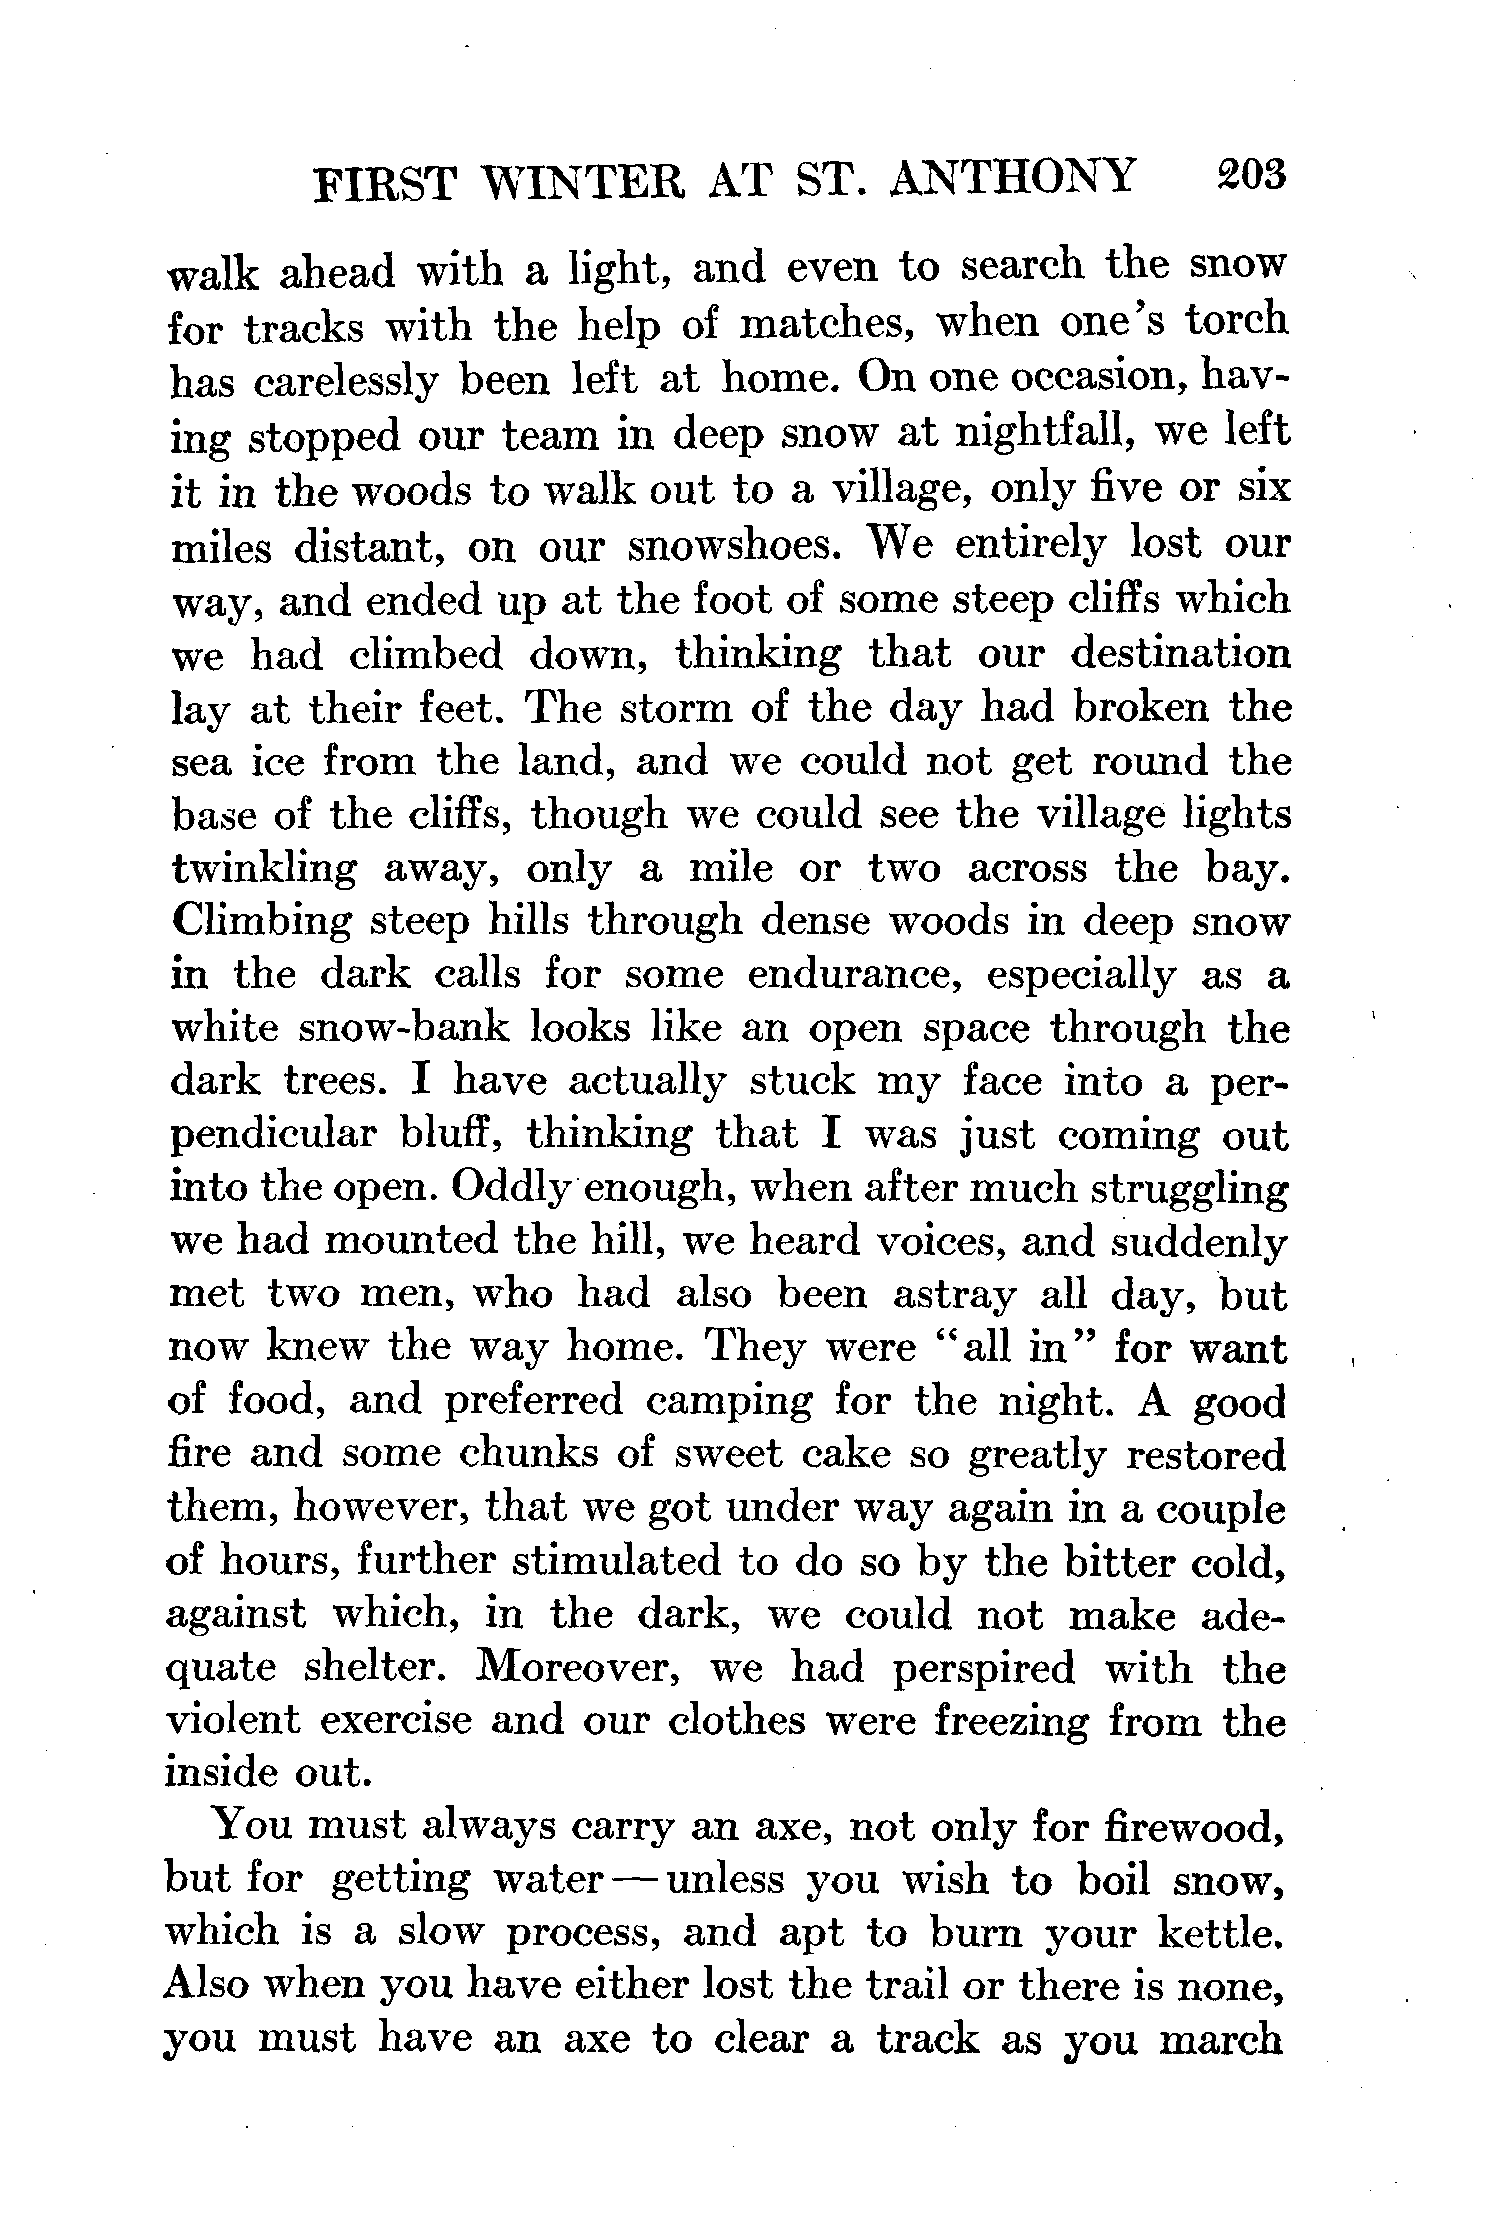 FIRST WINTER AT ST. ANTHONY 203
walk ahead with a light, and even to search the snow
for tracks with the help of matches, when one's torch
has carelessly been left at home. On one occasion, hav-
ing stopped our team in deep snow at nightfall, we left
it in the woods to walk out to a village, only five or six
miles distant, on our snowshoes. We entirely lost our
way, and ended up at the foot of some steep cliffs which
we had climbed down, thinking that our destination
lay at their feet. The storm of the day had broken the
sea ice from the land, and we could not get round the
base of the cliffs, though we could see the village lights
twinkling away, only a mile or two across the bay.
Climbing steep hills through dense woods in deep snow
in the dark calls for some endurance, especially as a
white snow-bank looks like an open space through the
dark trees. I have actually stuck my face into a per-
pendicular bluff, thinking that I was just coming out
into the open. Oddly enough, when after much struggling
we had mounted the hill, we heard voices, and suddenly
met two men, who had also been astray all day, but
now knew the way home. They were "all in" for want
of food, and preferred camping for the night. A good
fire and some chunks of sweet cake so greatly restored
them, however, that we got under way again in a couple
of hours, further stimulated to do so by the bitter cold,
against which, in the dark, we could not make ade-
quate shelter. Moreover, we had perspired with the
violent exercise and our clothes were freezing from the
inside out.
You must always carry an axe, not only for firewood,
but for getting water — unless you wish to boil snow,
which is a slow process, and apt to burn your kettle.
Also when you have either lost the trail or there is none,
you must have an axe to clear a track as you march